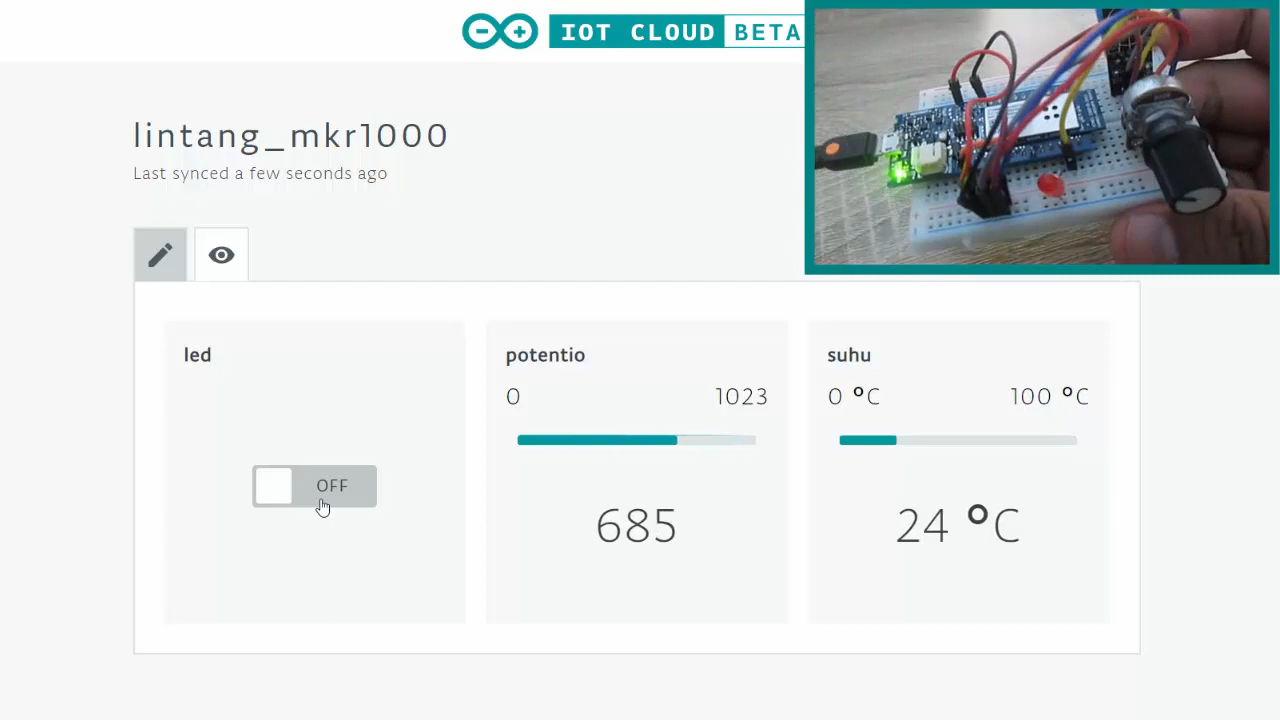 IOT CLOUD BETA
lintang_mkr1000
Last synced a few seconds ago
led
OFF
potentio
0 1023
685
suhu
0 °C 100 °C
24 °C